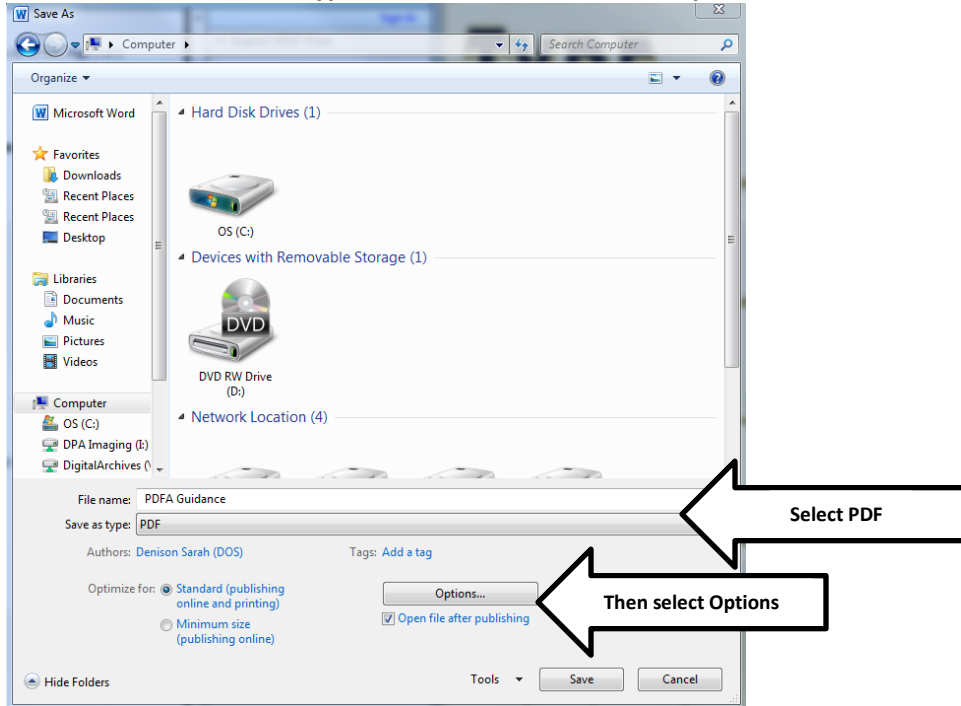 Save As
Computer
Search Computer
Organize
Microsoft Word
Favorites
Downloads
Recent Places
Recent Places
Desktop
Libraries
Documents
Music
Pictures
Videos
Computer
OS (C:)
DPA Imaging (I:)
DigitalArchives (\
Hard Disk Drives (1)
OS (C:)
Devices with Removable Storage (1)
DVD
DVD RW Drive
(D:)
Network Location (4)
File name: PDFA Guidance
Save as type: PDF
Select PDF
Authors: Denison Sarah (DOS)
Tags: Add a tag
Optimize for: Standard (publishing
online and printing)
Minimum size
(publishing online)
Options...
Then select Options
Open file after publishing
Hide Folders
Tools
Save
Cancel